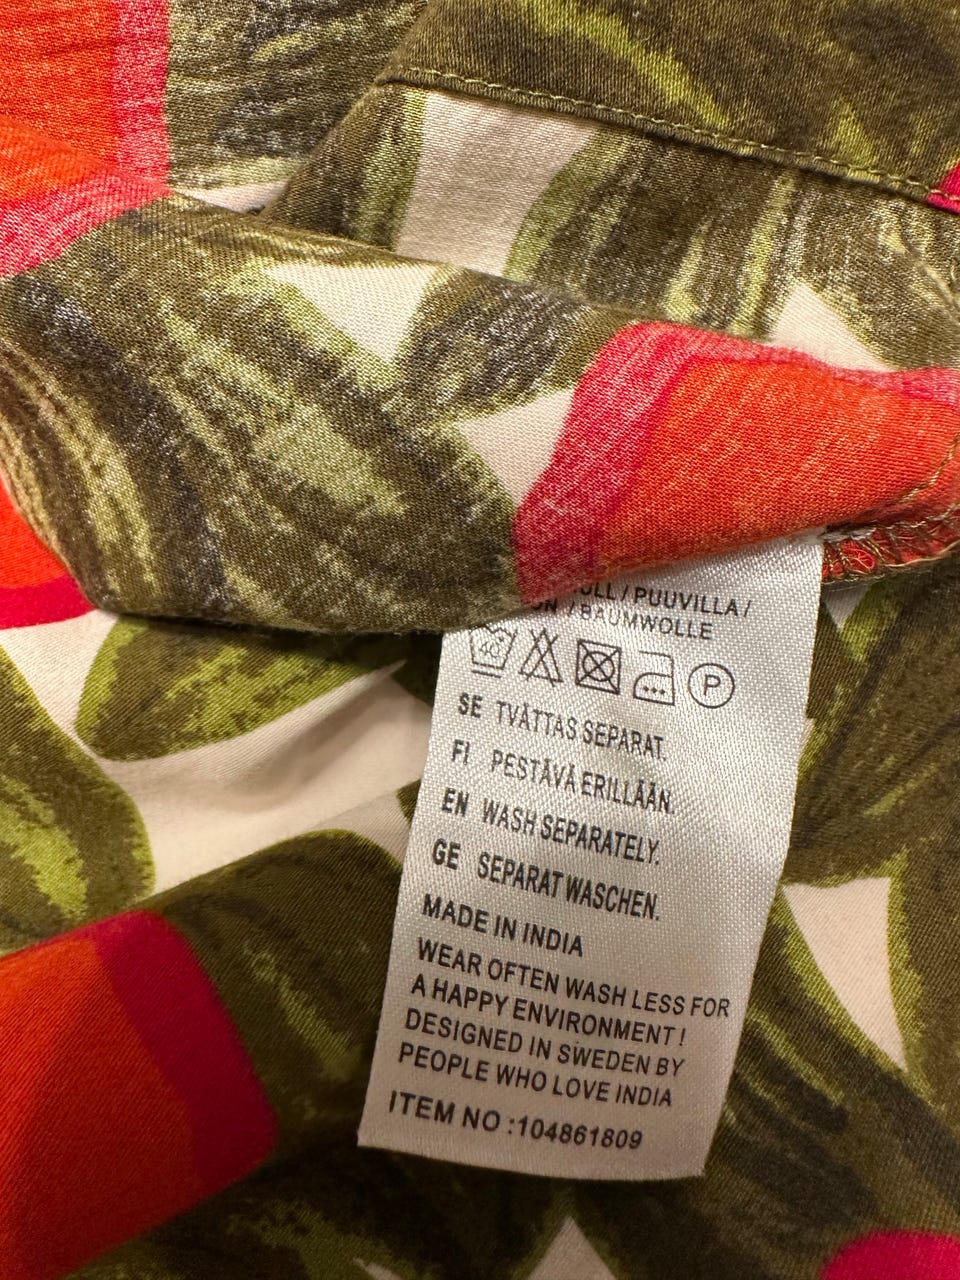 / PUUVILLA /
/ BAUMWOLLE
40 P
SE TVÄTTAS SEPARAT.
FI PESTÄVÄ ERILLÄÄN.
EN WASH SEPARATELY.
GE SEPARAT WASCHEN.
MADE IN INDIA
WEAR OFTEN WASH LESS FOR
A HAPPY ENVIRONMENT !
DESIGNED IN SWEDEN BY
PEOPLE WHO LOVE INDIA
ITEM NO :104861809